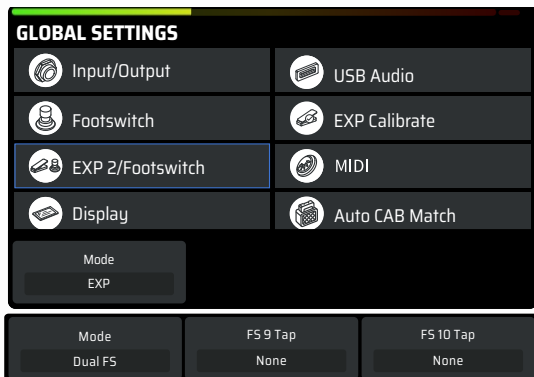 GLOBAL SETTINGS
Input/Output
USB Audio
Footswitch
EXP Calibrate
EXP 2/Footswitch
MIDI
Display
Auto CAB Match
Mode
EXP
Mode
FS 9 Tap
FS 10 Tap
Dual FS
None
None